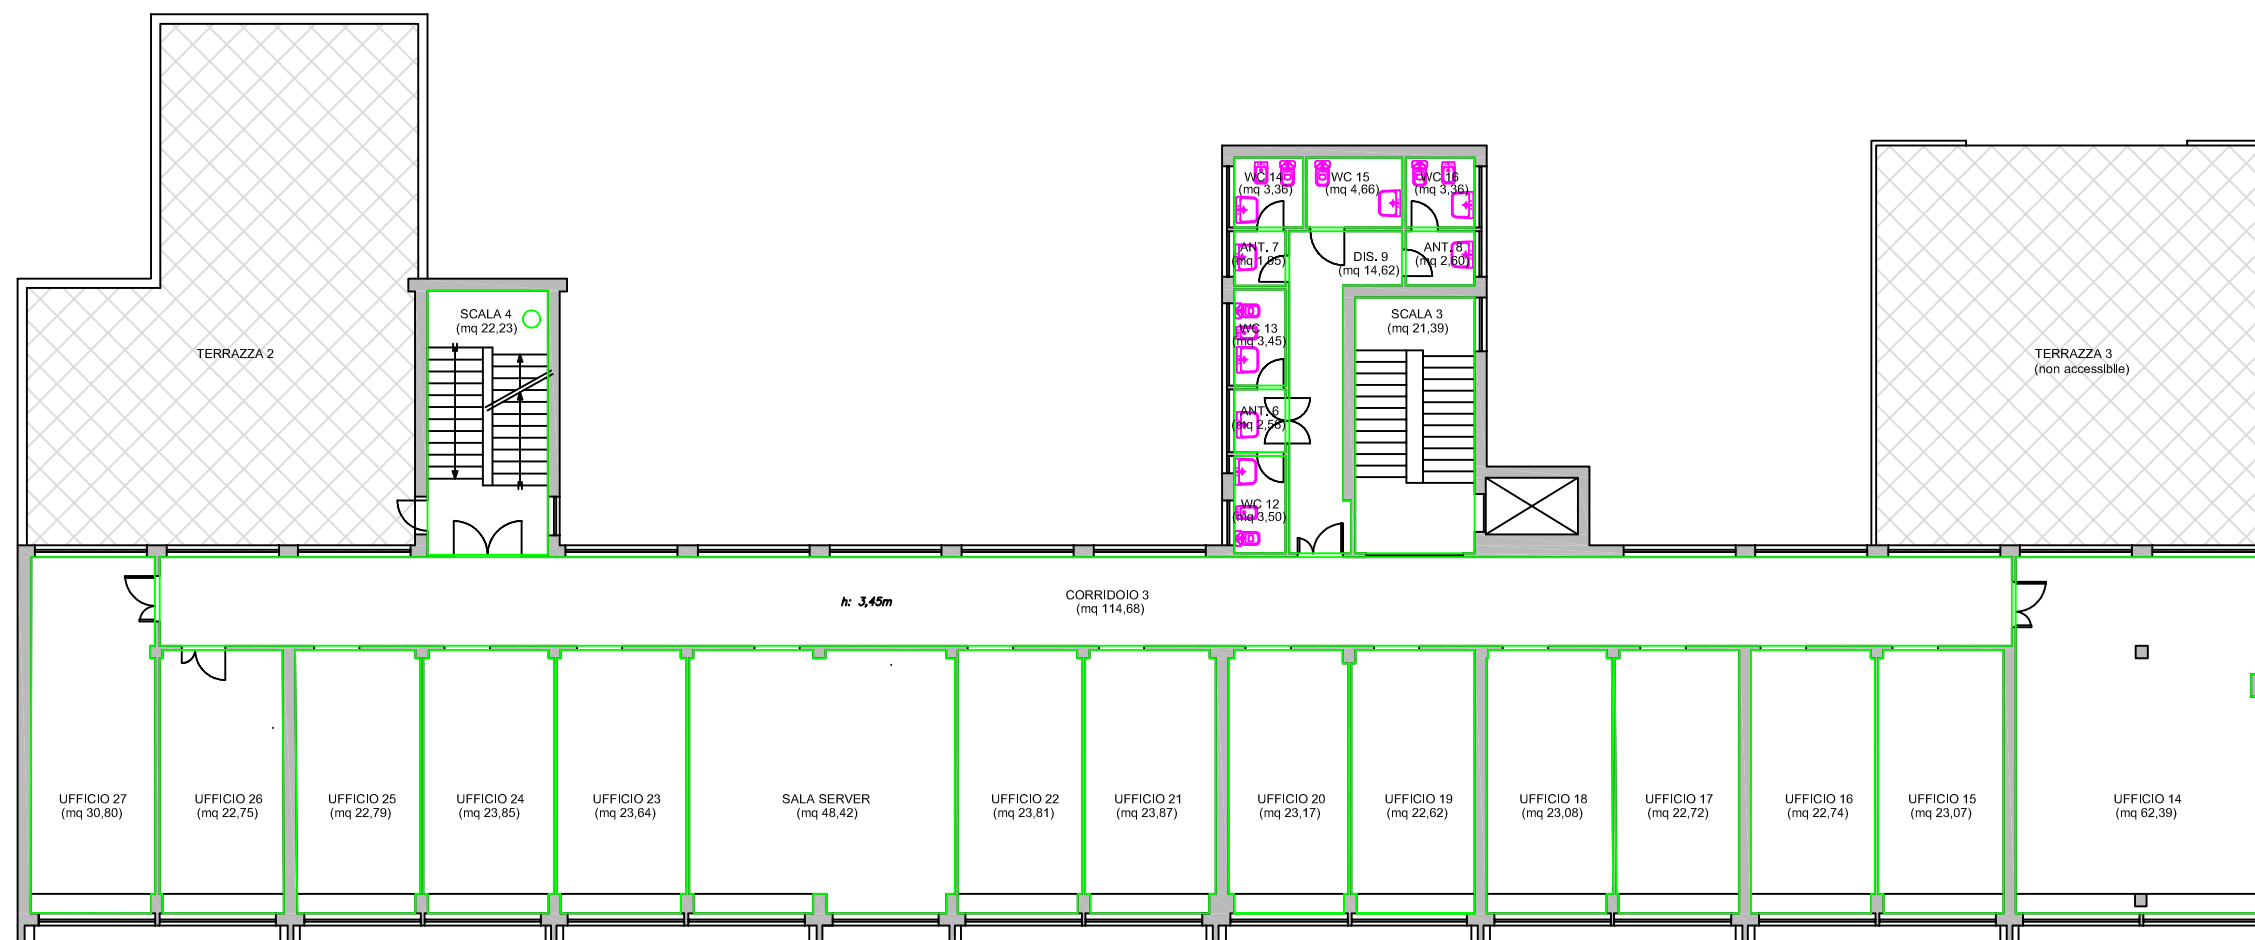 WC 14
(mq 3,36)
WC 15
(mq 4,66)
WC 16
(mq 3,36)
ANT. 7
(mq 1,95)
DIS. 9
(mq 14,62)
ANT. 8
(mq 2,60)
SCALA 4
(mq 22,23)
WC 13
(mq 3,45)
SCALA 3
(mq 21,39)
TERRAZZA 2
TERRAZZA 3
(non accessibile)
ANT. 6
(mq 2,58)
WC 12
(mq 3,50)
h: 3,45m
CORRIDOIO 3
(mq 114,68)
UFFICIO 27
(mq 30,80)
UFFICIO 26
(mq 22,75)
UFFICIO 25
(mq 22,79)
UFFICIO 24
(mq 23,85)
UFFICIO 23
(mq 23,64)
SALA SERVER
(mq 48,42)
UFFICIO 22
(mq 23,81)
UFFICIO 21
(mq 23,87)
UFFICIO 20
(mq 23,17)
UFFICIO 19
(mq 22,62)
UFFICIO 18
(mq 23,08)
UFFICIO 17
(mq 22,72)
UFFICIO 16
(mq 22,74)
UFFICIO 15
(mq 23,07)
UFFICIO 14
(mq 62,39)